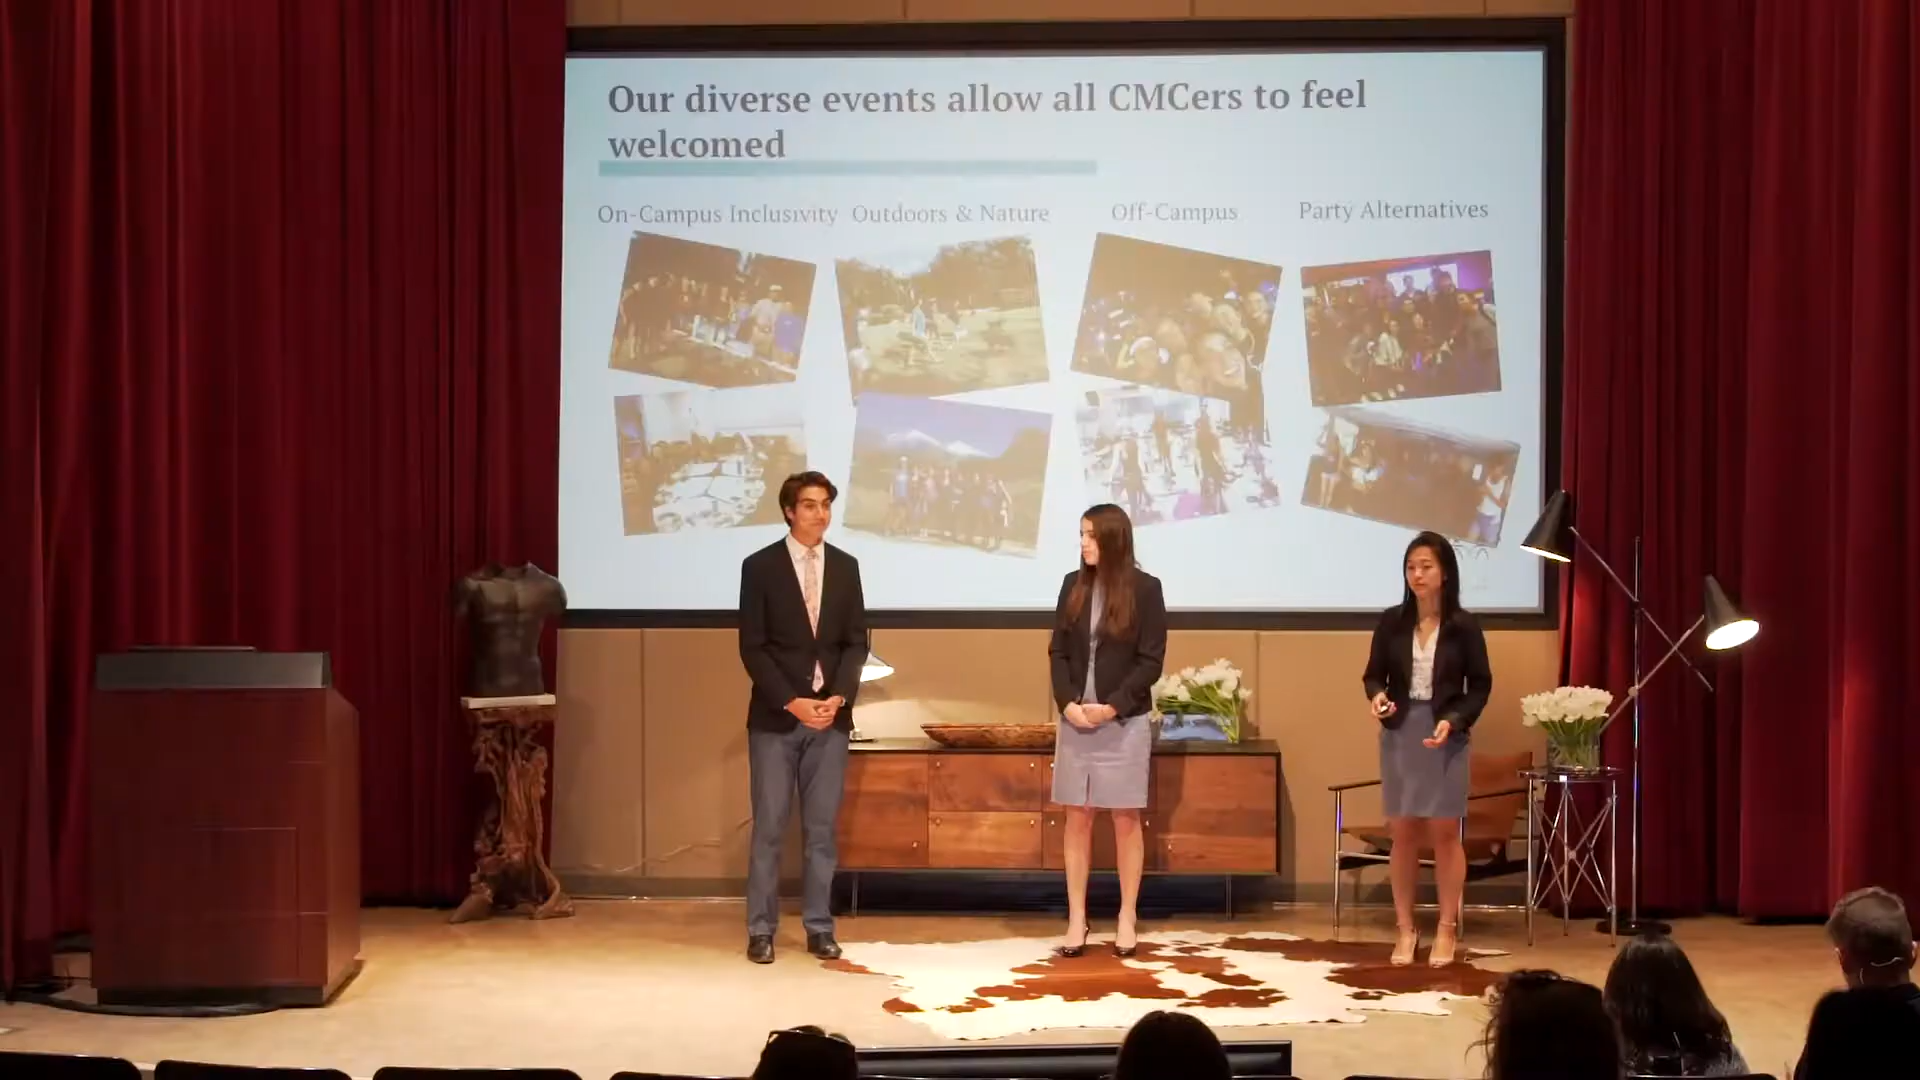 Our diverse events allow all CMCers to feel
welcomed
On-Campus Inclusivity Outdoors & Nature Off-Campus Party Alternatives